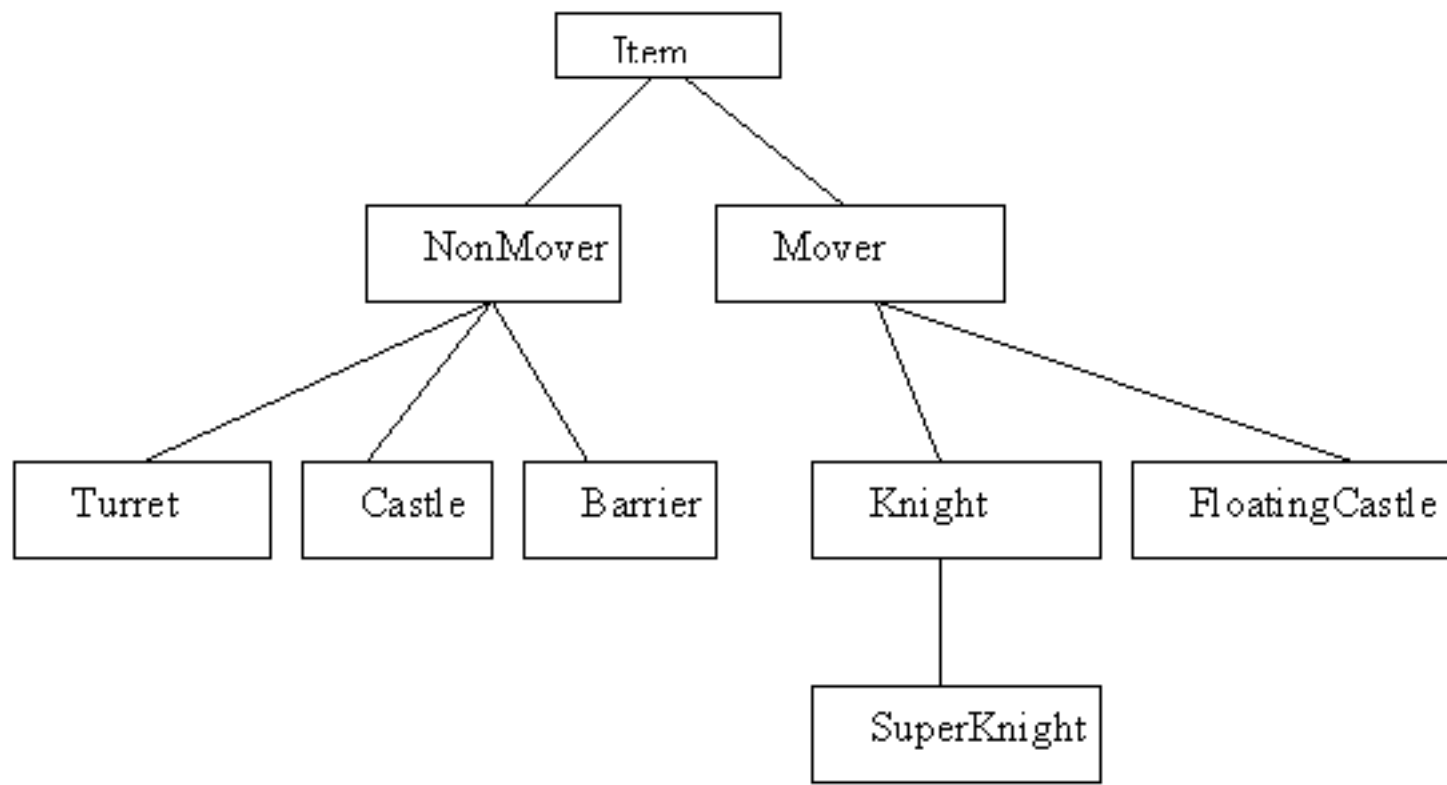 Item
NonMover
Mover
Turret
Castle
Barrier
Knight
FloatingCastle
SuperKnight